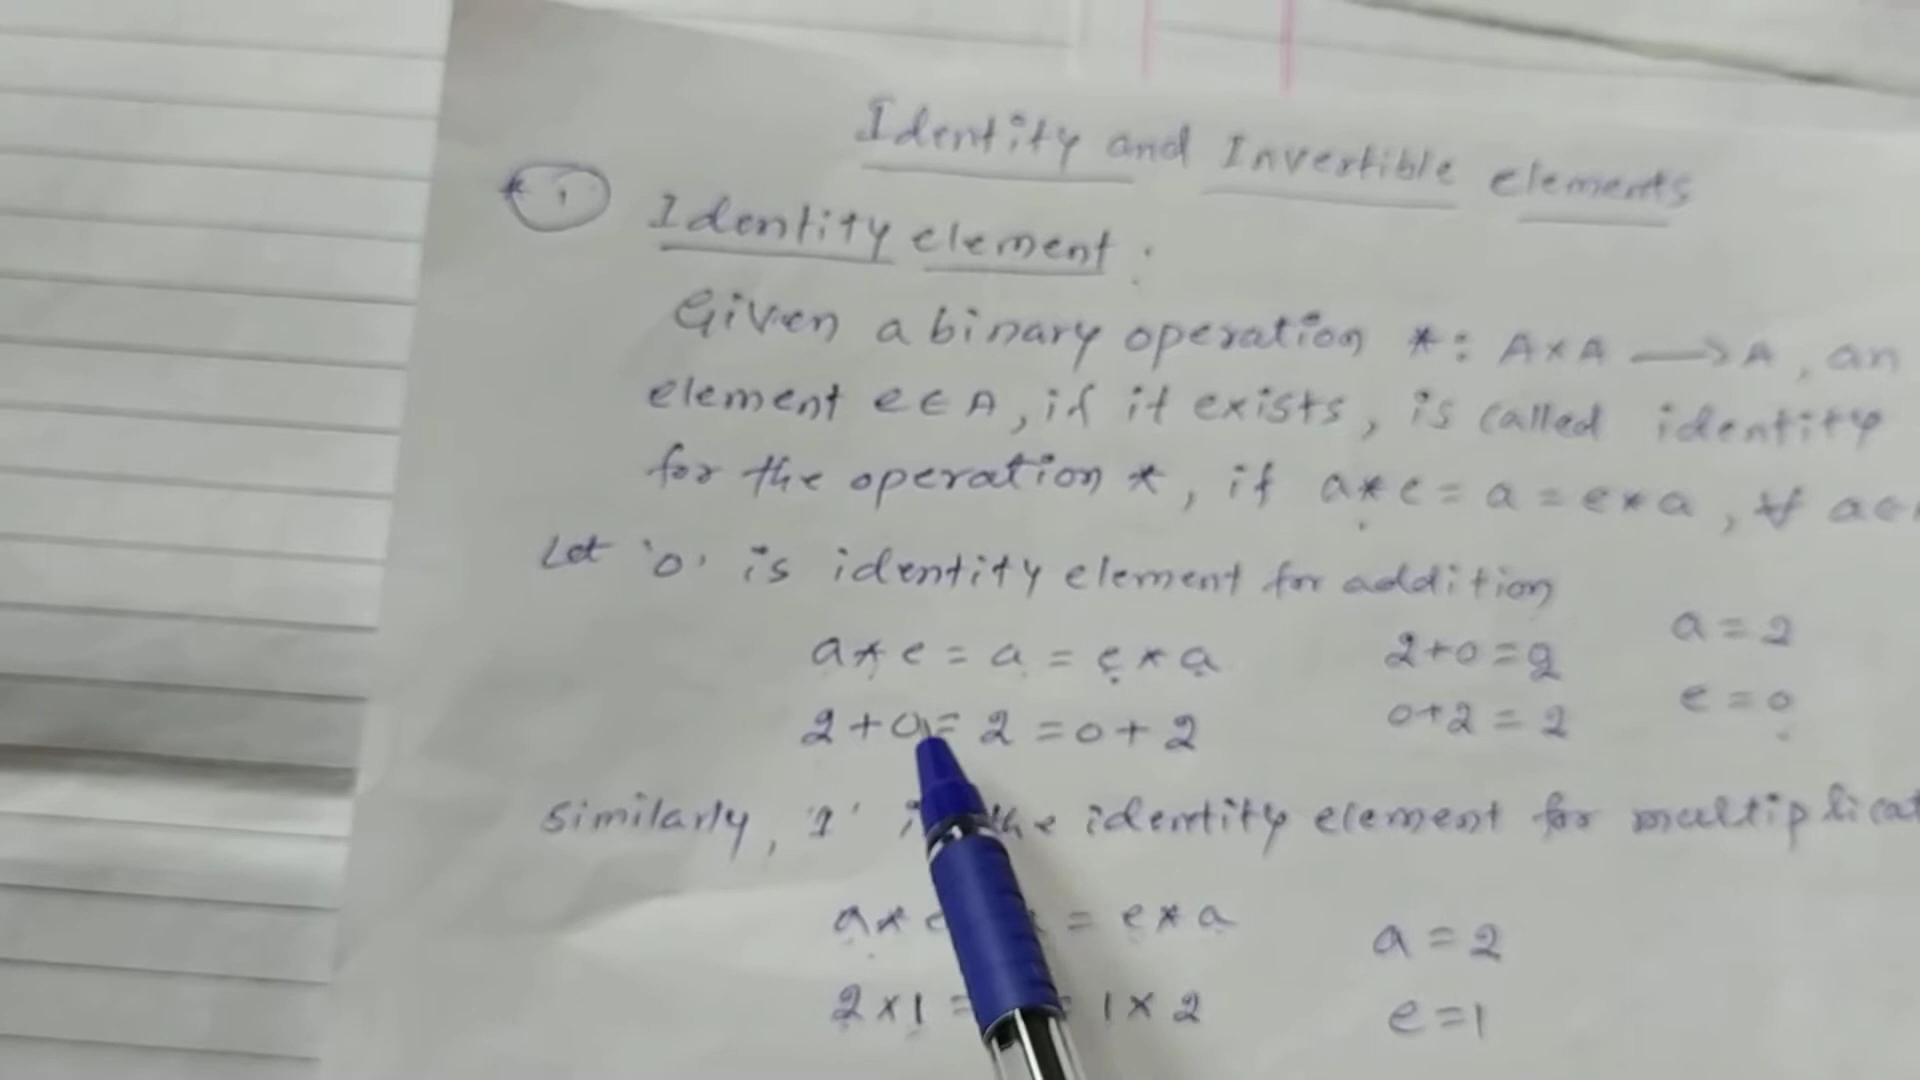 Identity and Invertible elements
* 1
Identity element :
Given a binary operation * : A×A → A , an
element e∈A , if it exists , is called identity
for the operation * , if a*e = a = e*a , ∀ a∈
Let 'o' is identity element for addition
a*e = a = e*a 2+0=2 a=2
2+0=2=0+2 0+2=2 e=0
Similarly, '1' the identity element for multiplicat
a*e = e*a a=2
2×1 = = 1×2 e=1